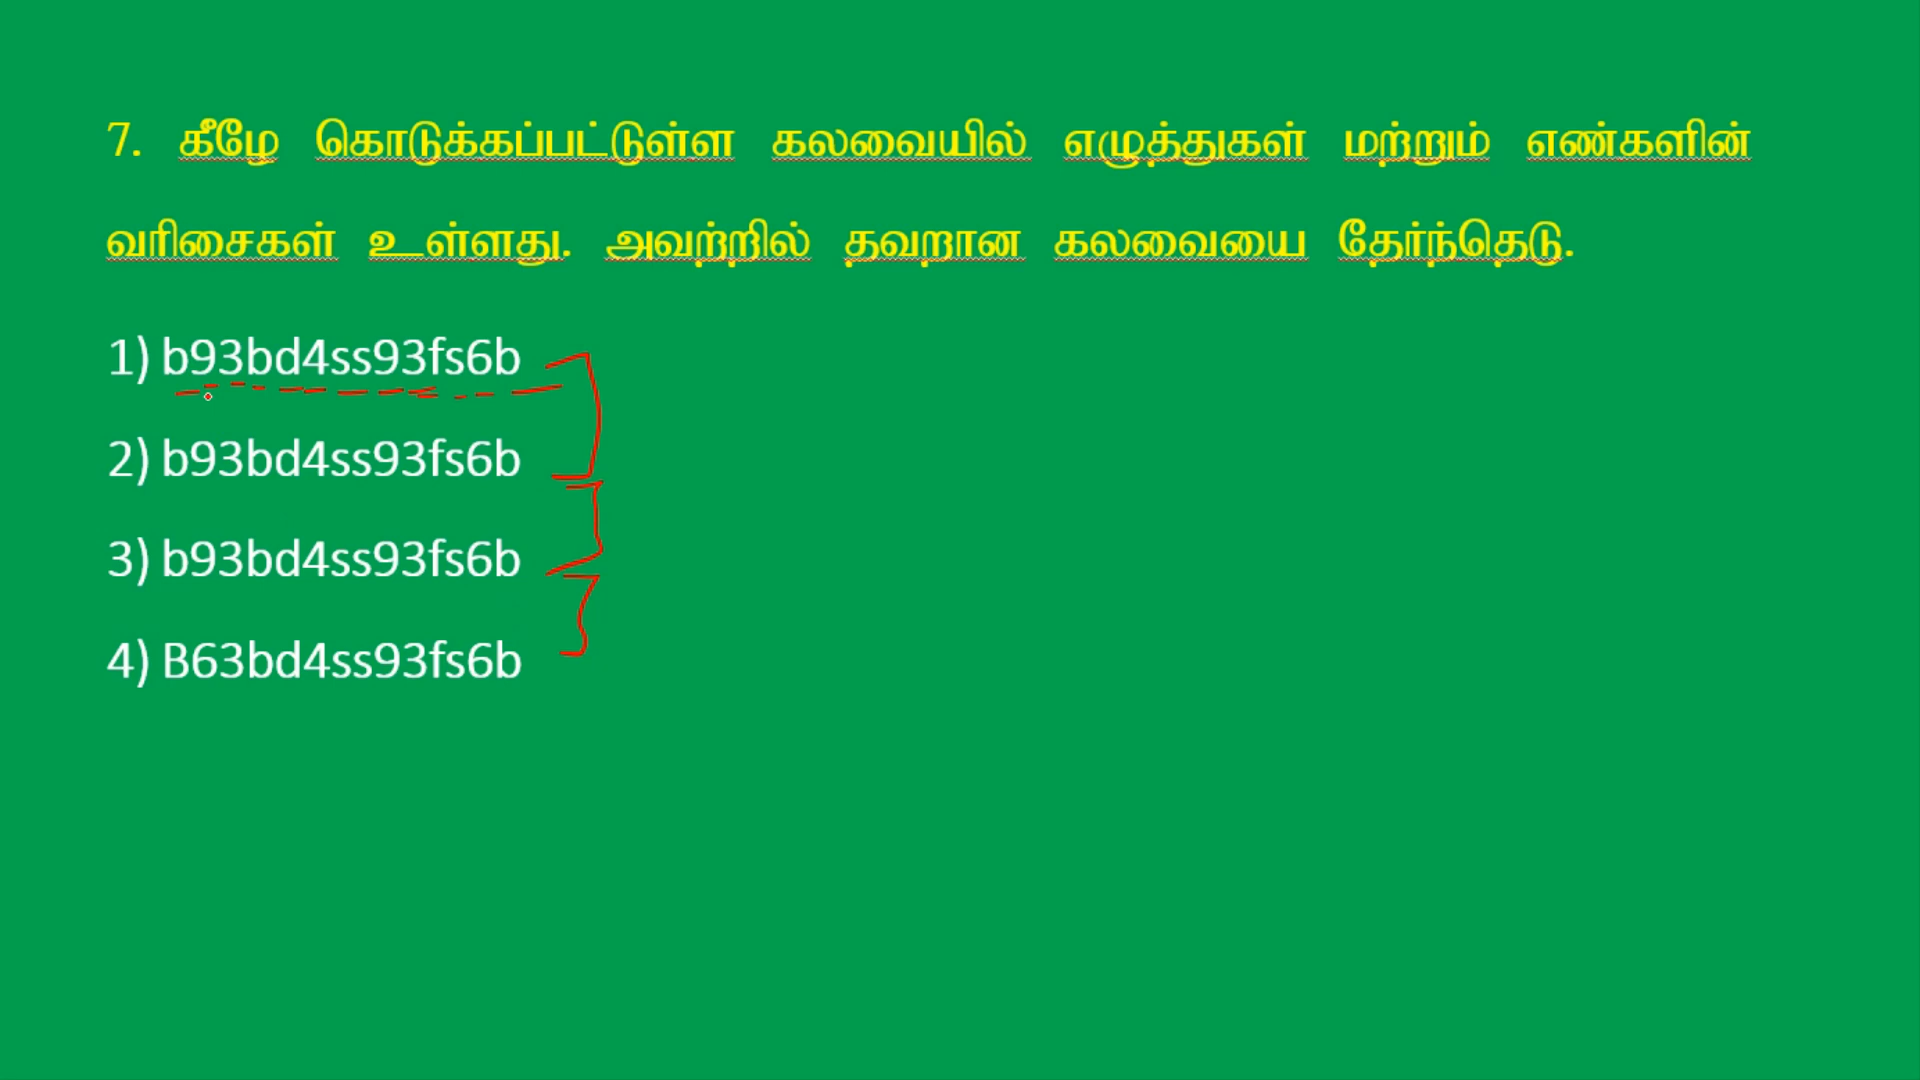 7. கீழே கொடுக்கப்பட்டுள்ள கலவையில் எழுத்துகள் மற்றும் எண்களின்
வரிசைகள் உள்ளது. அவற்றில் தவறான கலவையை தேர்ந்தெடு.
1) b93bd4ss93fs6b
2) b93bd4ss93fs6b
3) b93bd4ss93fs6b
4) B63bd4ss93fs6b